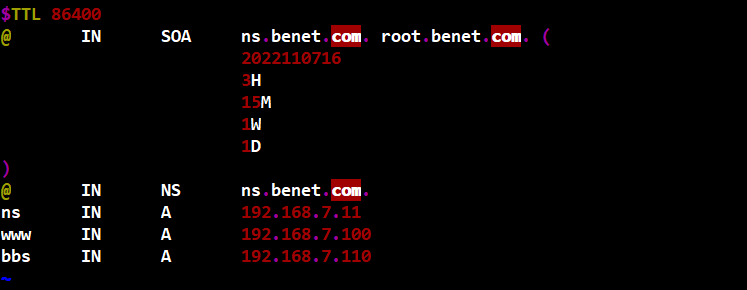 $TTL 86400
@ IN SOA ns.benet.com. root.benet.com. (
2022110716
3H
15M
1W
1D
)
@ IN NS ns.benet.com.
ns IN A 192.168.7.11
www IN A 192.168.7.100
bbs IN A 192.168.7.110
~